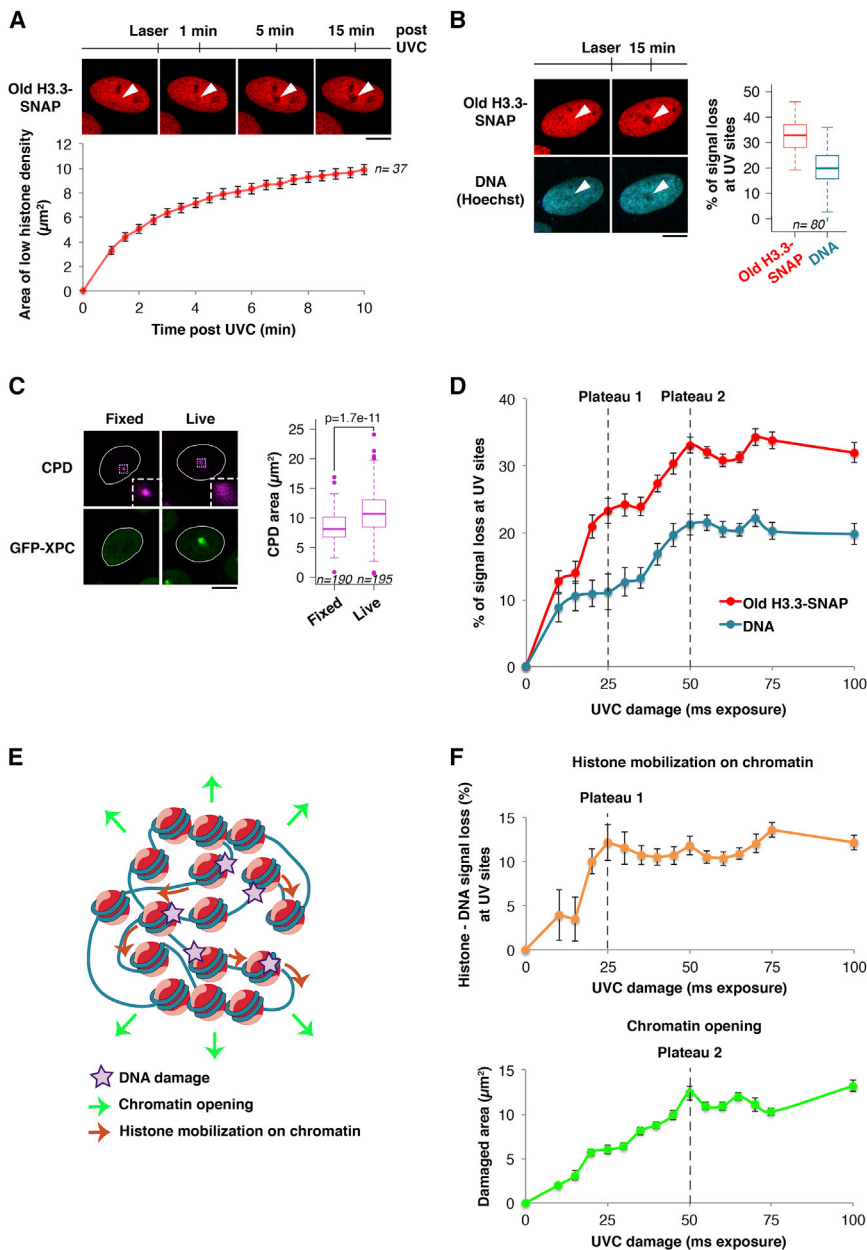 A
Laser 1 min 5 min 15 min post
UVC
Old H3.3-
SNAP
Area of low histone density
(µm²)
12
10
8
6
4
2
0
n= 37
0 2 4 6 8 10
Time post UVC (min)
B
Laser 15 min
Old H3.3-
SNAP
DNA
(Hoechst)
% of signal loss
at UV sites
50
40
30
20
10
0
n= 80
Old H3.3-
SNAP
DNA
C
Fixed Live
CPD
GFP-XPC
p=1.7e-11
CPD area (µm²)
25
20
15
10
5
0
n=190 n=195
Fixed
Live
D
Plateau 1 Plateau 2
% of signal loss at UV sites
40
30
20
10
0
Old H3.3-SNAP
DNA
0 25 50 75 100
UVC damage (ms exposure)
E
DNA damage
Chromatin opening
Histone mobilization on chromatin
F
Histone mobilization on chromatin
Plateau 1
Histone - DNA signal loss (%)
at UV sites
15
10
5
0
0 25 50 75 100
UVC damage (ms exposure)
Chromatin opening
Plateau 2
Damaged area (µm²)
15
10
5
0
0 25 50 75 100
UVC damage (ms exposure)